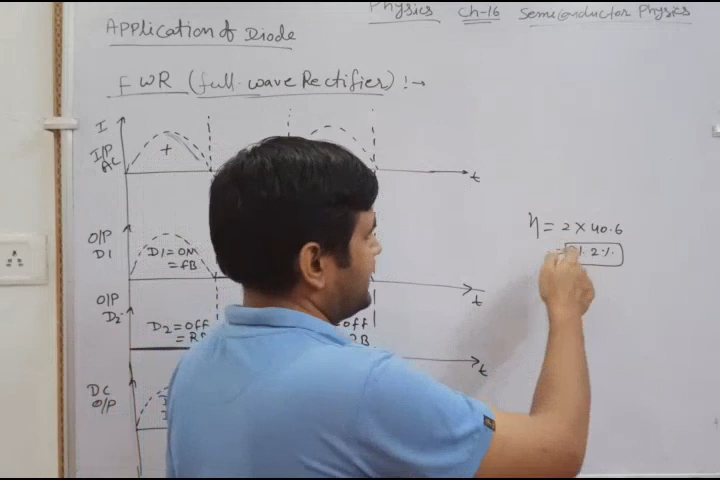 Physics Ch-16 Semiconductor Physics
Application of Diode
FWR (full-wave Rectifier) :→
I
I/P
AC
+
t
O/P
D1
D1=ON
=FB
t
O/P
D2
D2=Off
off
t
DC
O/P
η = 2×40.6
2%